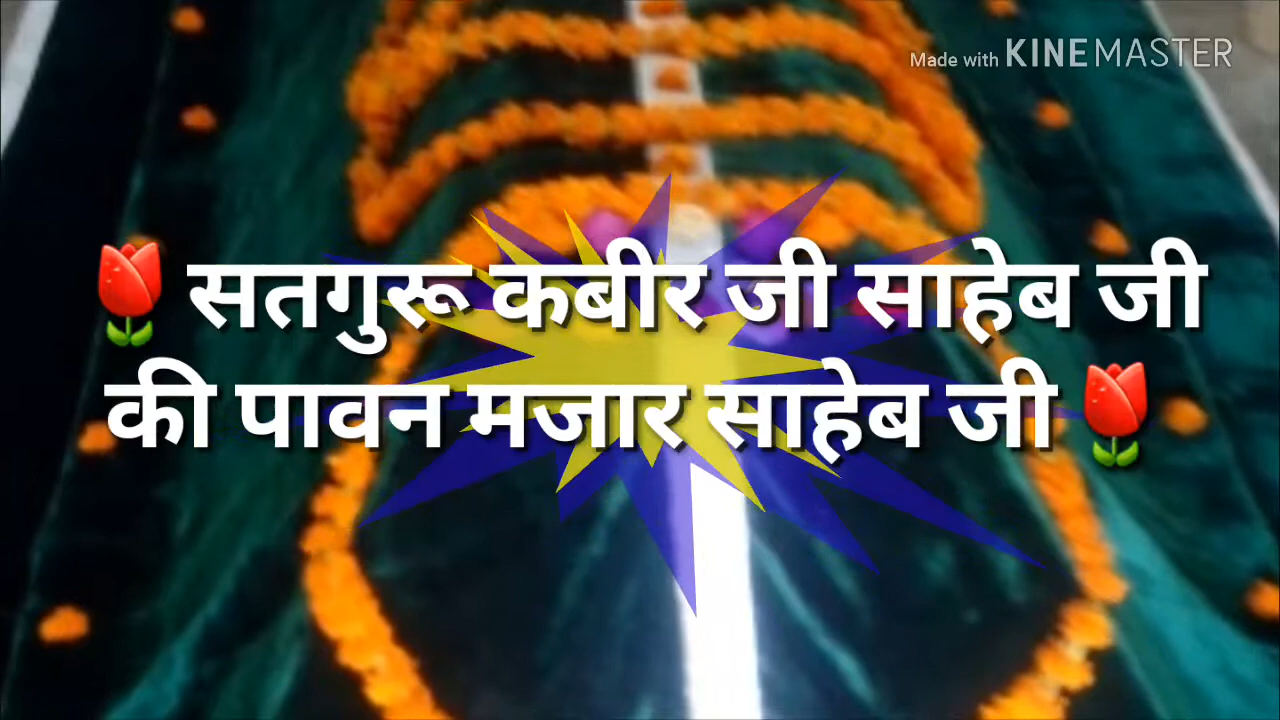 Made with KINEMASTER
🌷 सतगुरू कबीर जी साहेब जी
की पावन मजार साहेब जी 🌷